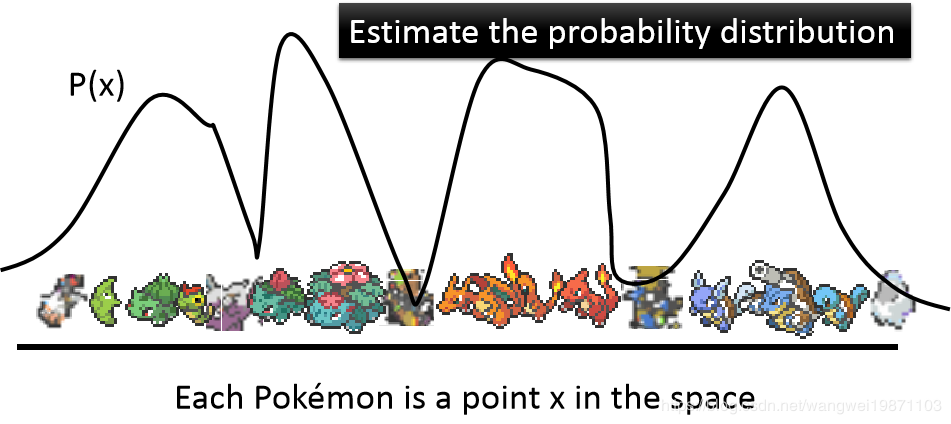 Estimate the probability distribution
P(x)
Each Pokémon is a point x in the space
https://blog.csdn.net/wangwei19871103